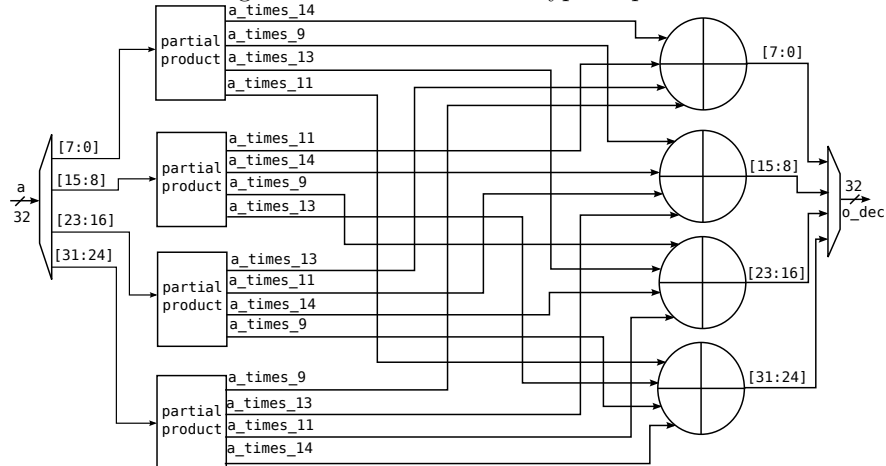 a_times_14
a_times_9
a_times_13
a_times_11
partial
product
[7:0]
a_times_11
a_times_14
a_times_9
a_times_13
partial
product
[7:0]
[15:8]
[23:16]
[31:24]
a
32
[15:8]
32
o_dec
a_times_13
a_times_11
a_times_14
a_times_9
partial
product
[23:16]
a_times_9
a_times_13
a_times_11
a_times_14
partial
product
[31:24]